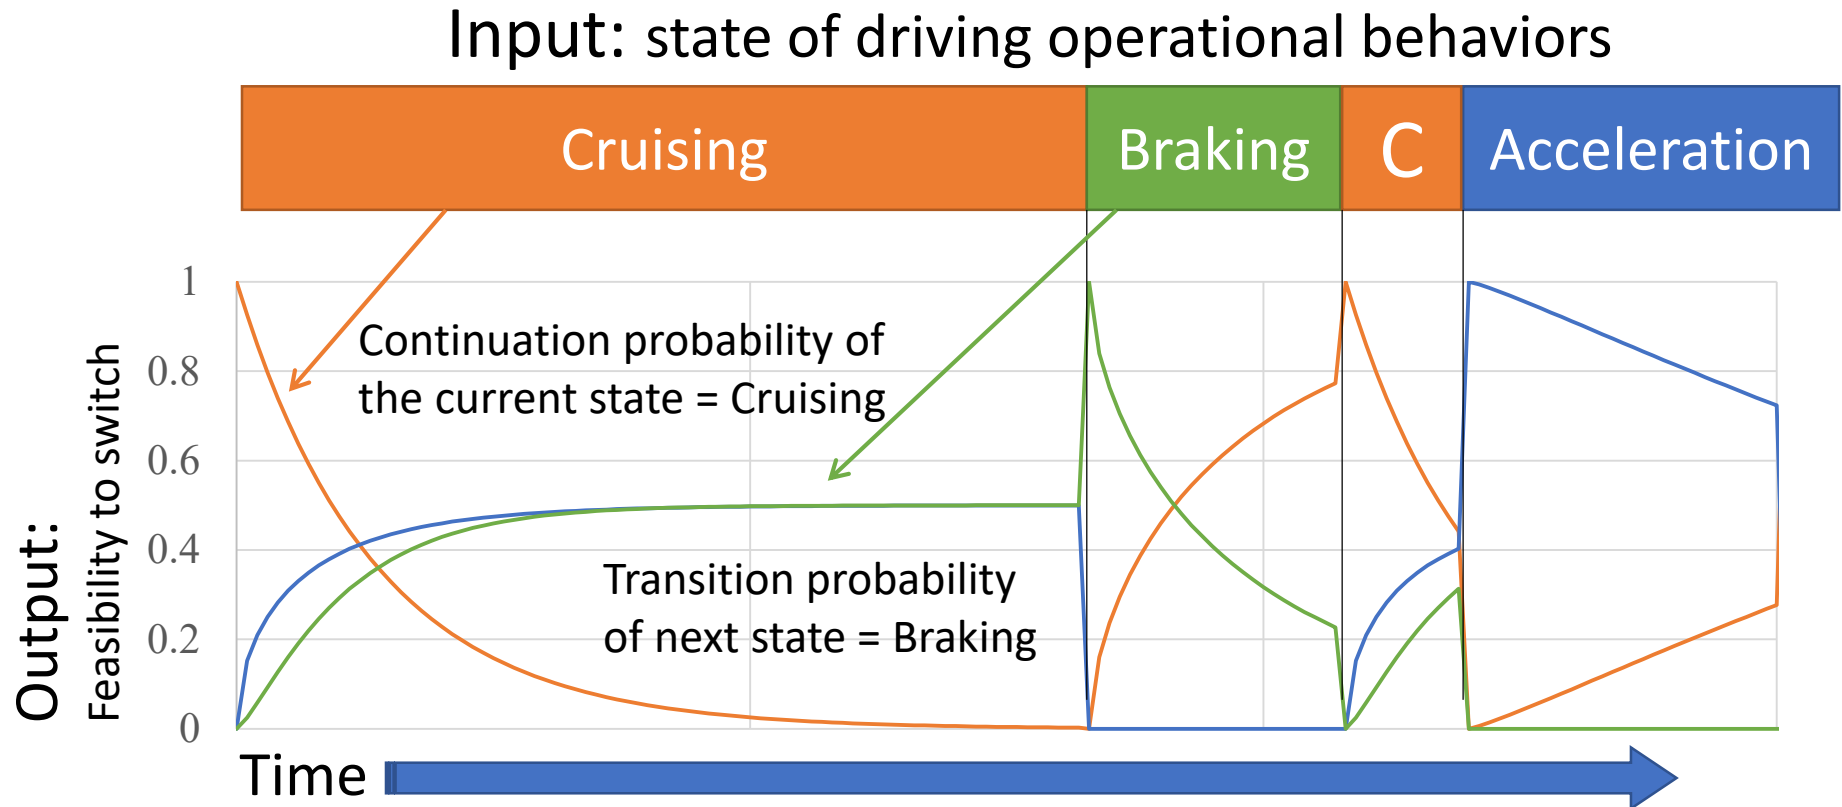 Input: state of driving operational behaviors
Cruising
Braking
C
Acceleration
Output:
Feasibility to switch
1
0.8
0.6
0.4
0.2
0
Continuation probability of
the current state = Cruising
Transition probability
of next state = Braking
Time